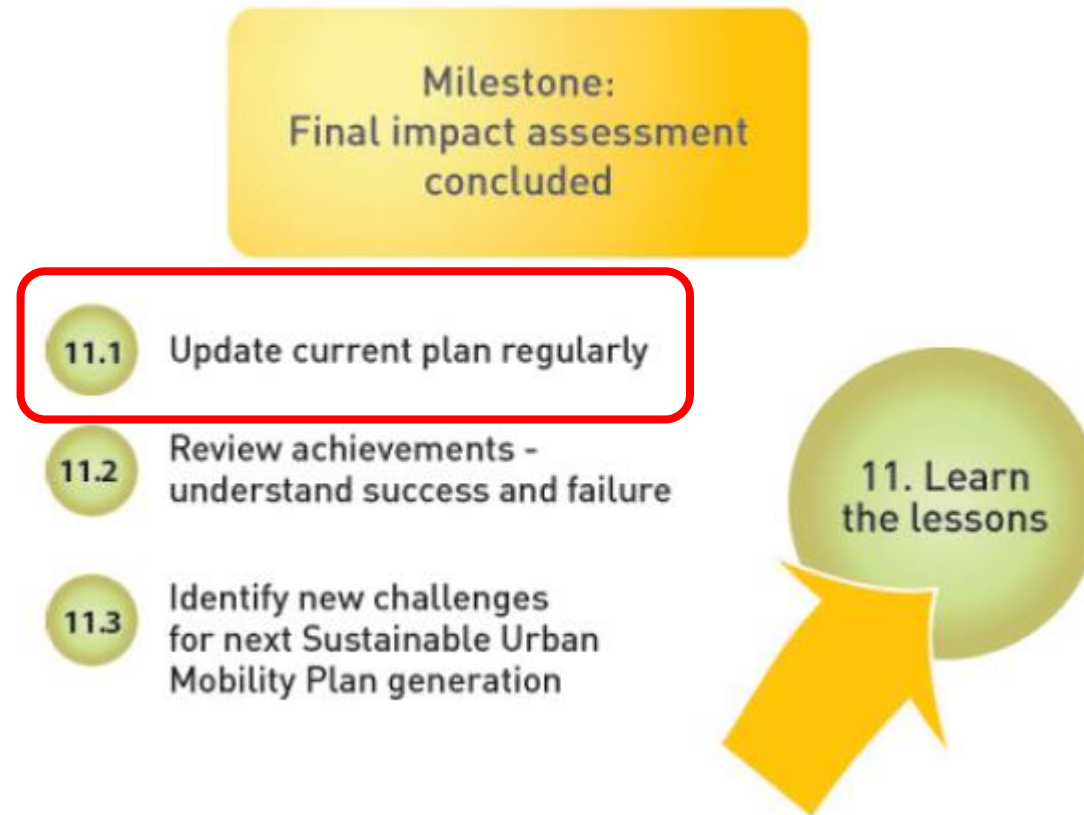 Milestone:
Final impact assessment
concluded
11.1 Update current plan regularly
11.2 Review achievements -
understand success and failure
11.3 Identify new challenges
for next Sustainable Urban
Mobility Plan generation
11. Learn
the lessons